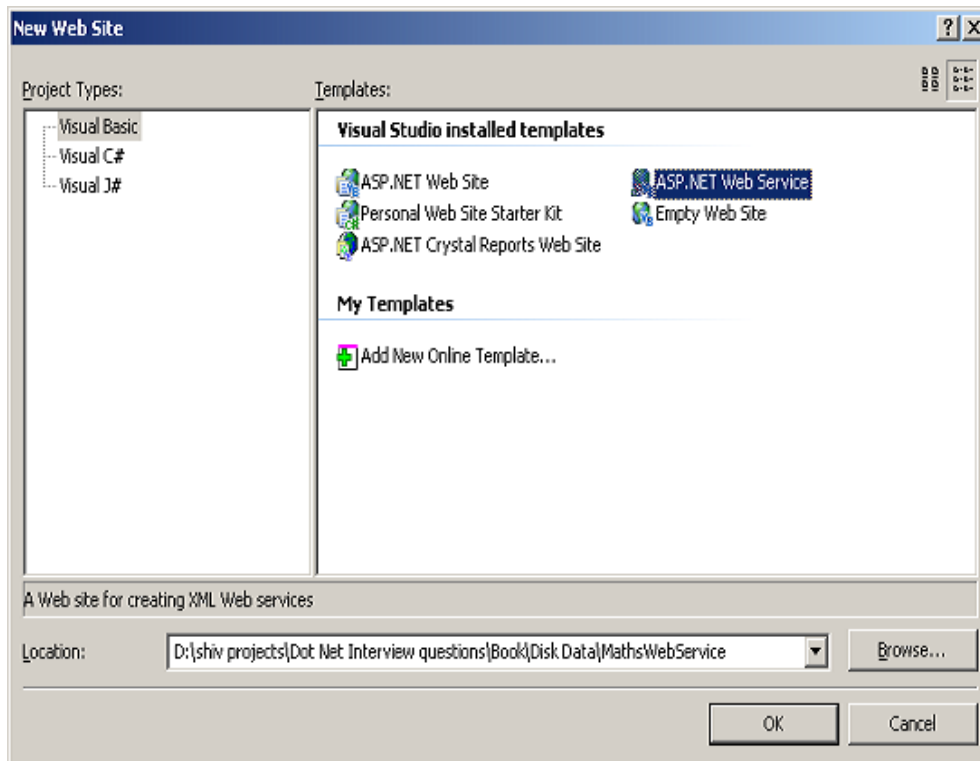 New Web Site
Project Types:
Templates:
Visual Basic
Visual C#
Visual J#
Visual Studio installed templates
ASP.NET Web Site
ASP.NET Web Service
Personal Web Site Starter Kit
Empty Web Site
ASP.NET Crystal Reports Web Site
My Templates
Add New Online Template...
A Web site for creating XML Web services
Location:
D:\shiv projects\Dot Net Interview questions\Book\Disk Data\MathsWebService
Browse...
OK
Cancel